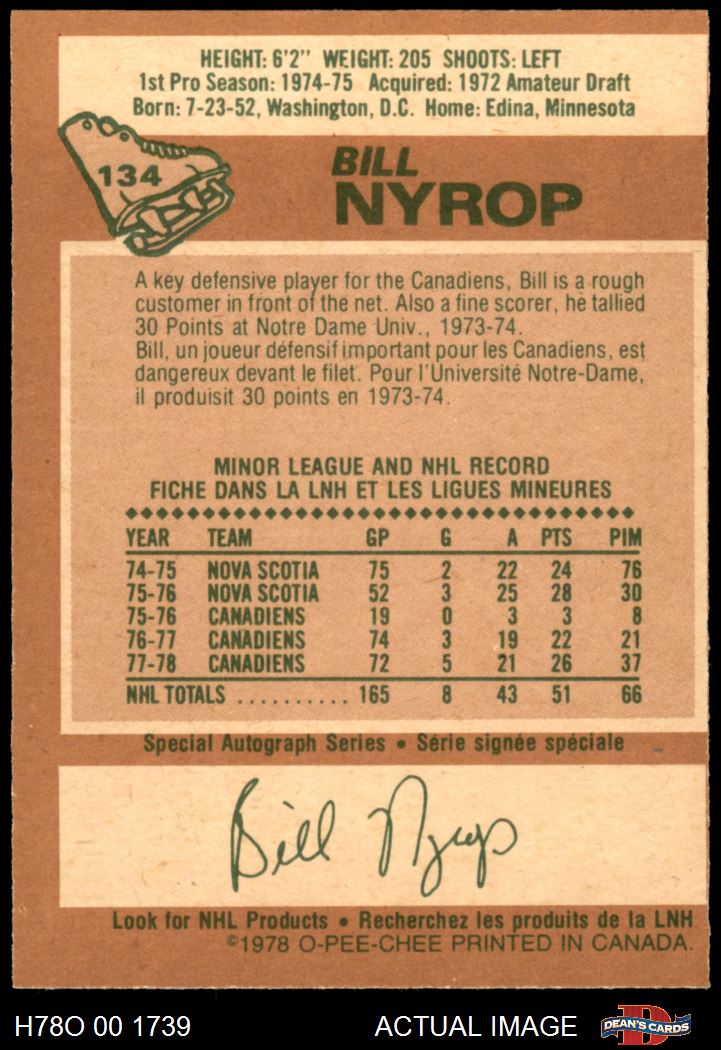 HEIGHT: 6'2" WEIGHT: 205 SHOOTS: LEFT
1st Pro Season: 1974-75 Acquired: 1972 Amateur Draft
Born: 7-23-52, Washington, D.C. Home: Edina, Minnesota
134
BILL
NYROP
A key defensive player for the Canadiens, Bill is a rough
customer in front of the net. Also a fine scorer, he tallied
30 Points at Notre Dame Univ., 1973-74.
Bill, un joueur défensif important pour les Canadiens, est
dangereux devant le filet. Pour l'Université Notre-Dame,
il produisit 30 points en 1973-74.
MINOR LEAGUE AND NHL RECORD
FICHE DANS LA LNH ET LES LIGUES MINEURES
YEAR TEAM GP G A PTS PIM
74-75 NOVA SCOTIA 75 2 22 24 76
75-76 NOVA SCOTIA 52 3 25 28 30
75-76 CANADIENS 19 0 3 3 8
76-77 CANADIENS 74 3 19 22 21
77-78 CANADIENS 72 5 21 26 37
NHL TOTALS .......... 165 8 43 51 66
Special Autograph Series • Série signée spéciale
Bill Nyrop
Look for NHL Products • Recherchez les produits de la LNH
©1978 O-PEE-CHEE PRINTED IN CANADA.
H78O 00 1739 ACTUAL IMAGE D DEAN'S CARDS